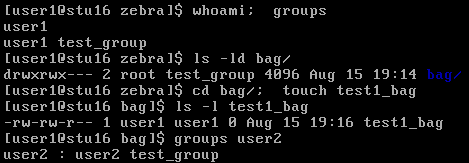 [user1@stu16 zebra]$ whoami;  groups
user1
user1 test_group
[user1@stu16 zebra]$ ls -ld bag/
drwxrwx--- 2 root test_group 4096 Aug 15 19:14 bag/
[user1@stu16 zebra]$ cd bag/;  touch test1_bag
[user1@stu16 bag]$ ls -l test1_bag
-rw-rw-r-- 1 user1 user1 0 Aug 15 19:16 test1_bag
[user1@stu16 bag]$ groups user2
user2 : user2 test_group